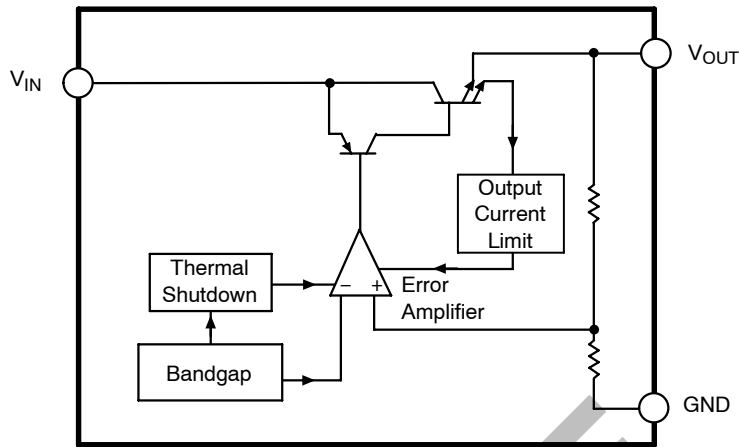 V_IN
V_OUT
Output
Current
Limit
Thermal
Shutdown
− +
Error
Amplifier
Bandgap
GND